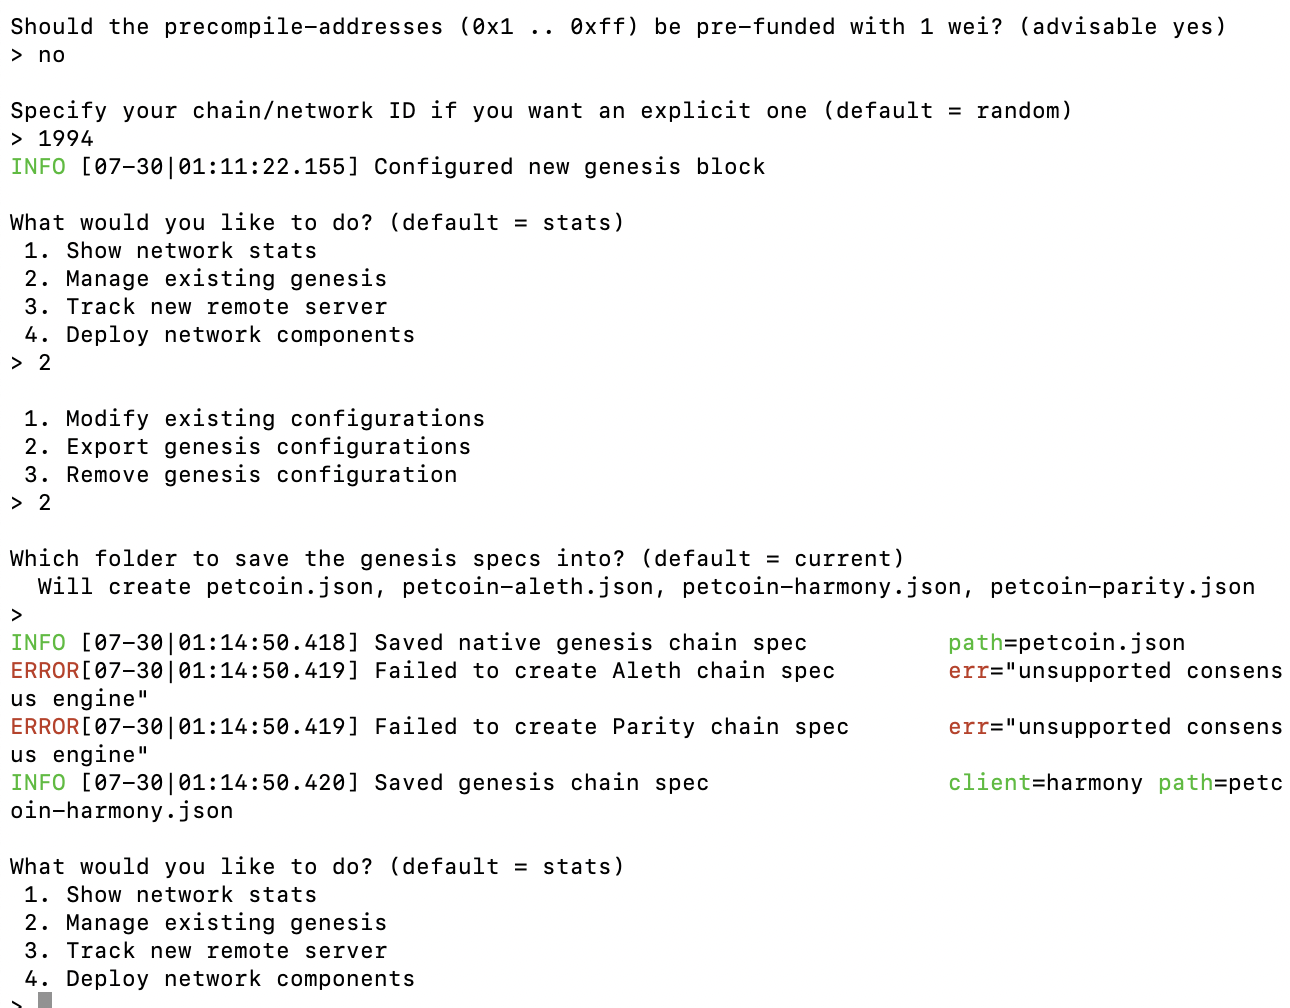 Should the precompile-addresses (0x1 .. 0xff) be pre-funded with 1 wei? (advisable yes)
> no
Specify your chain/network ID if you want an explicit one (default = random)
> 1994
INFO [07-30|01:11:22.155] Configured new genesis block
What would you like to do? (default = stats)
 1. Show network stats
 2. Manage existing genesis
 3. Track new remote server
 4. Deploy network components
> 2
 1. Modify existing configurations
 2. Export genesis configurations
 3. Remove genesis configuration
> 2
Which folder to save the genesis specs into? (default = current)
  Will create petcoin.json, petcoin-aleth.json, petcoin-harmony.json, petcoin-parity.json
>
INFO [07-30|01:14:50.418] Saved native genesis chain spec          path=petcoin.json
ERROR[07-30|01:14:50.419] Failed to create Aleth chain spec        err="unsupported consens
us engine"
ERROR[07-30|01:14:50.419] Failed to create Parity chain spec       err="unsupported consens
us engine"
INFO [07-30|01:14:50.420] Saved genesis chain spec                 client=harmony path=petc
oin-harmony.json
What would you like to do? (default = stats)
 1. Show network stats
 2. Manage existing genesis
 3. Track new remote server
 4. Deploy network components
>